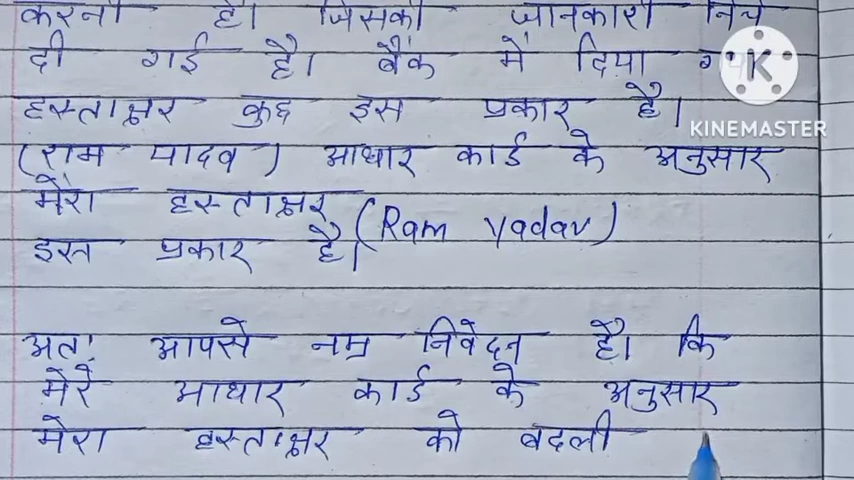 करनी है। जिसकी जानकारी निचे
दी गई है। बैंक में दिया गया
हस्ताक्षर कुछ इस प्रकार है।
KINEMASTER
(राम यादव) आधार कार्ड के अनुसार
मेरा हस्ताक्षर
(Ram Yadav)
इस प्रकार है।
अतः आपसे नम्र निवेदन है। कि
मेरे आधार कार्ड के अनुसार
मेरा हस्ताक्षर को बदली